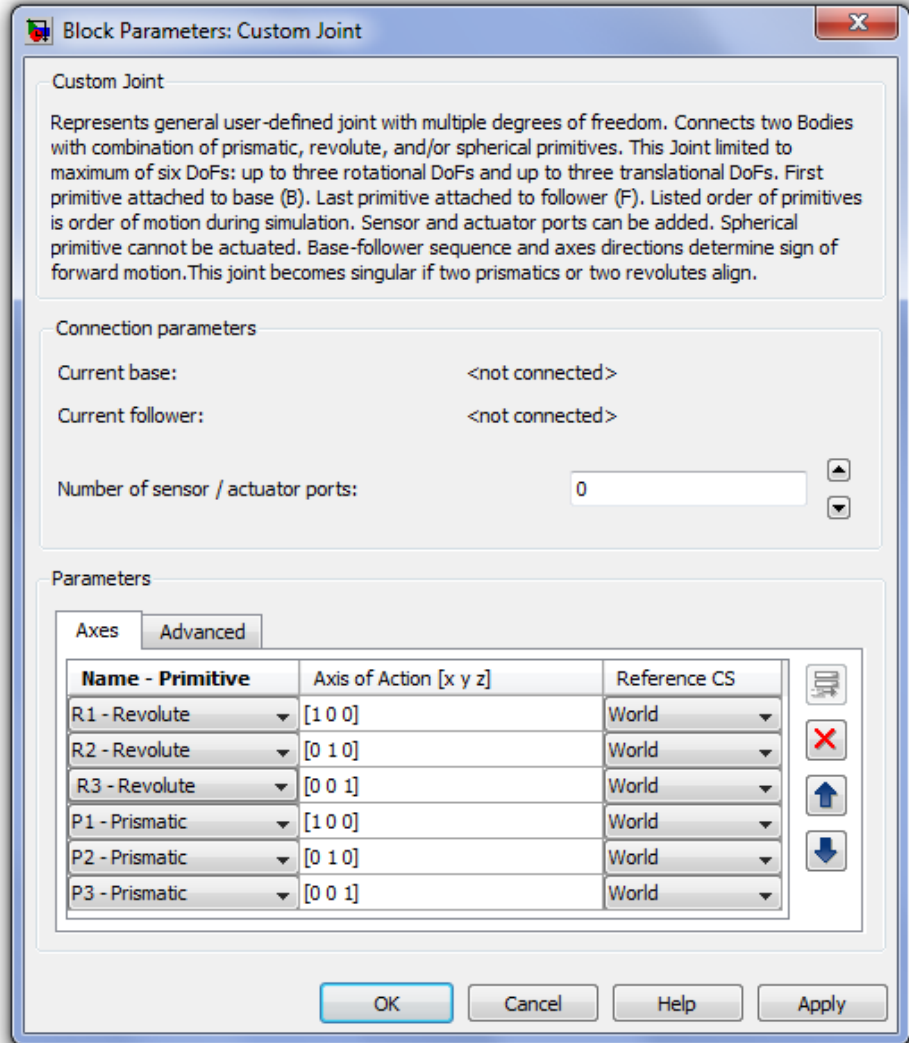 Block Parameters: Custom Joint
Custom Joint
Represents general user-defined joint with multiple degrees of freedom. Connects two Bodies
with combination of prismatic, revolute, and/or spherical primitives. This Joint limited to
maximum of six DoFs: up to three rotational DoFs and up to three translational DoFs. First
primitive attached to base (B). Last primitive attached to follower (F). Listed order of primitives
is order of motion during simulation. Sensor and actuator ports can be added. Spherical
primitive cannot be actuated. Base-follower sequence and axes directions determine sign of
forward motion.This joint becomes singular if two prismatics or two revolutes align.
Connection parameters
Current base: <not connected>
Current follower: <not connected>
Number of sensor / actuator ports: 0
Parameters
Axes Advanced
Name - Primitive Axis of Action [x y z] Reference CS
R1 - Revolute [1 0 0] World
R2 - Revolute [0 1 0] World
R3 - Revolute [0 0 1] World
P1 - Prismatic [1 0 0] World
P2 - Prismatic [0 1 0] World
P3 - Prismatic [0 0 1] World
OK Cancel Help Apply